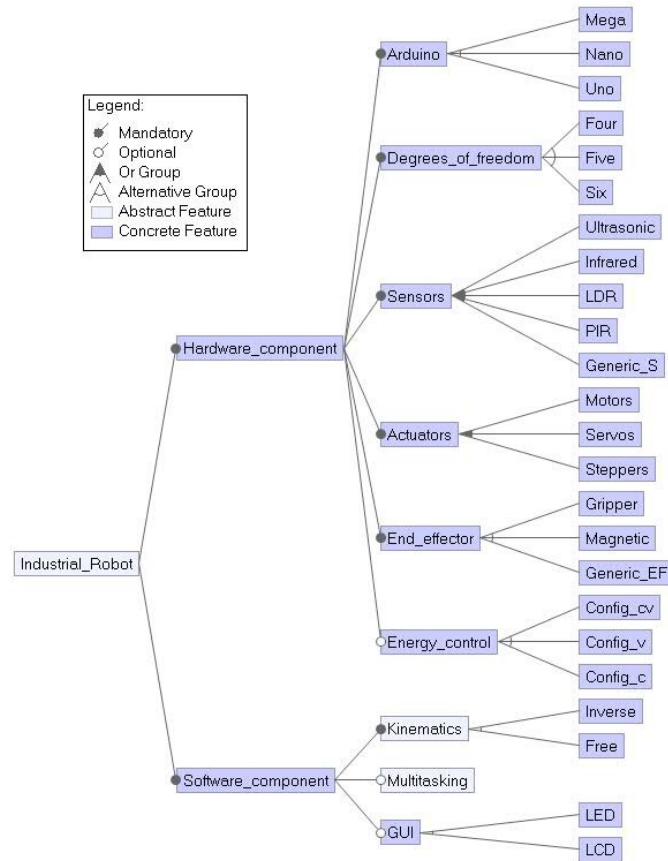 Mega
Arduino
Nano
Uno
Legend:
Mandatory
Optional
Or Group
Alternative Group
Abstract Feature
Concrete Feature
Four
Degrees_of_freedom
Five
Six
Ultrasonic
Infrared
Sensors
LDR
PIR
Generic_S
Hardware_component
Motors
Actuators
Servos
Steppers
Gripper
End_effector
Magnetic
Generic_EF
Industrial_Robot
Config_cv
Energy_control
Config_v
Config_c
Inverse
Kinematics
Free
Software_component
Multitasking
LED
GUI
LCD